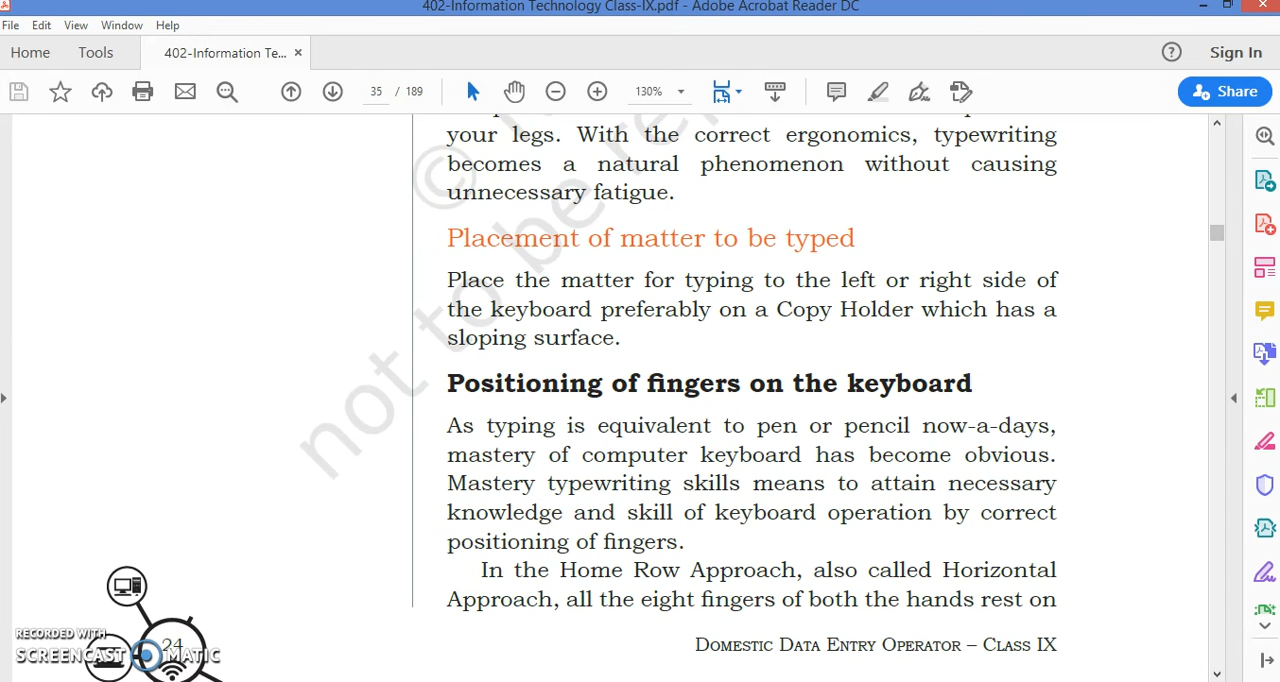 402-Information Technology Class-IX.pdf - Adobe Acrobat Reader DC
File Edit View Window Help
Home Tools 402-Information Te... × Sign In
35 / 189 130% Share
your legs. With the correct ergonomics, typewriting
becomes a natural phenomenon without causing
unnecessary fatigue.
Placement of matter to be typed
Place the matter for typing to the left or right side of
the keyboard preferably on a Copy Holder which has a
sloping surface.
Positioning of fingers on the keyboard
As typing is equivalent to pen or pencil now-a-days,
mastery of computer keyboard has become obvious.
Mastery typewriting skills means to attain necessary
knowledge and skill of keyboard operation by correct
positioning of fingers.
In the Home Row Approach, also called Horizontal
Approach, all the eight fingers of both the hands rest on
24
Domestic Data Entry Operator – Class IX
not to be
RECORDED WITH
SCREENCAST MATIC